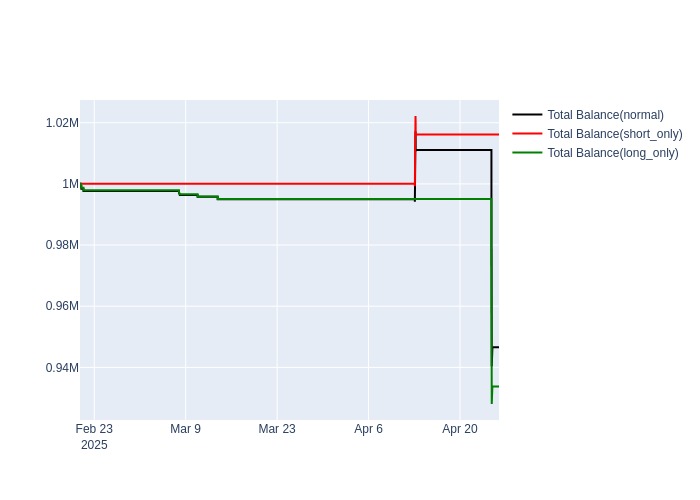 1.02M
1M
0.98M
0.96M
0.94M
Feb 23
2025
Mar 9
Mar 23
Apr 6
Apr 20
Total Balance(normal)
Total Balance(short_only)
Total Balance(long_only)